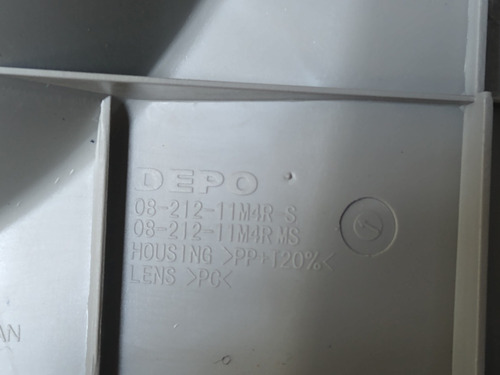 DEPO
08-212-11M4R-S
08-212-11M4R-MS
HOUSING >PP+T20%<
LENS >PC<